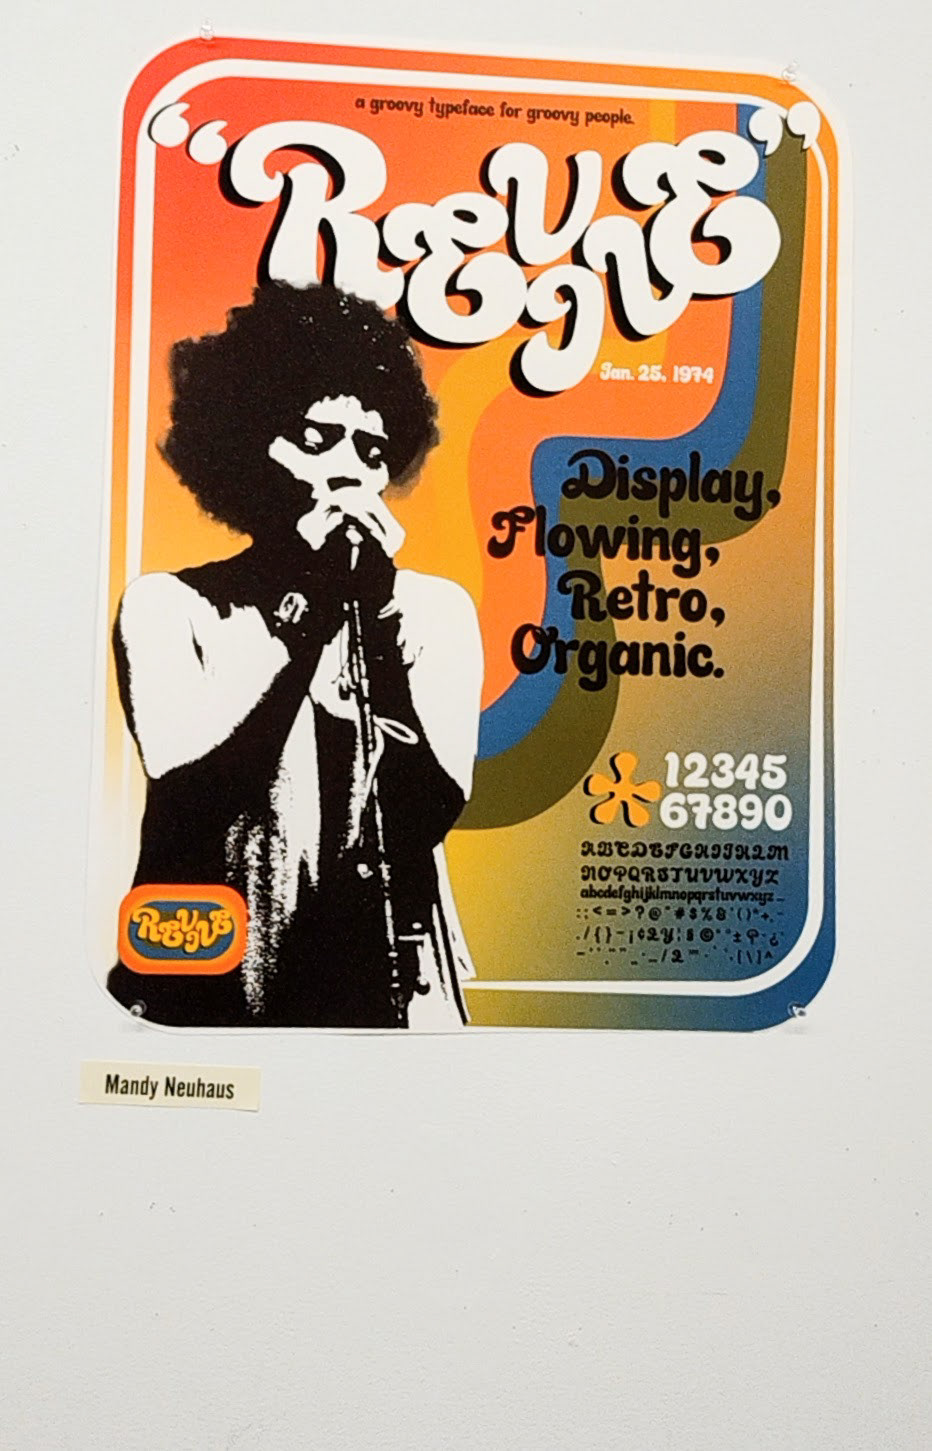 a groovy typeface for groovy people.
“REVUE”
Jan. 25, 1974
Display,
Flowing,
Retro,
Organic.
12345
67890
ABCDEFGHIJKLM
NOPQRSTUVWXYZ
abcdefghijklmnopqrstuvwxyz
REVUE
Mandy Neuhaus